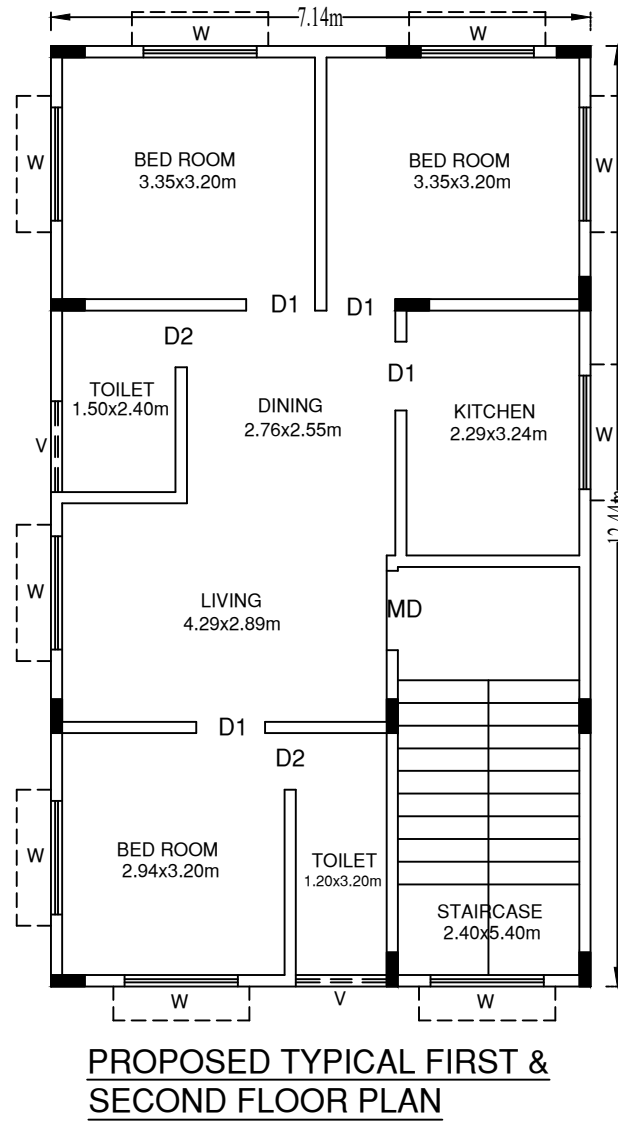 7.14m
W
W
W
BED ROOM
3.35x3.20m
BED ROOM
3.35x3.20m
W
D1
D1
D2
D1
TOILET
1.50x2.40m
DINING
2.76x2.55m
KITCHEN
2.29x3.24m
W
V
12.44m
W
LIVING
4.29x2.89m
MD
D1
D2
W
BED ROOM
2.94x3.20m
TOILET
1.20x3.20m
STAIRCASE
2.40x5.40m
W
V
W
PROPOSED TYPICAL FIRST &
SECOND FLOOR PLAN